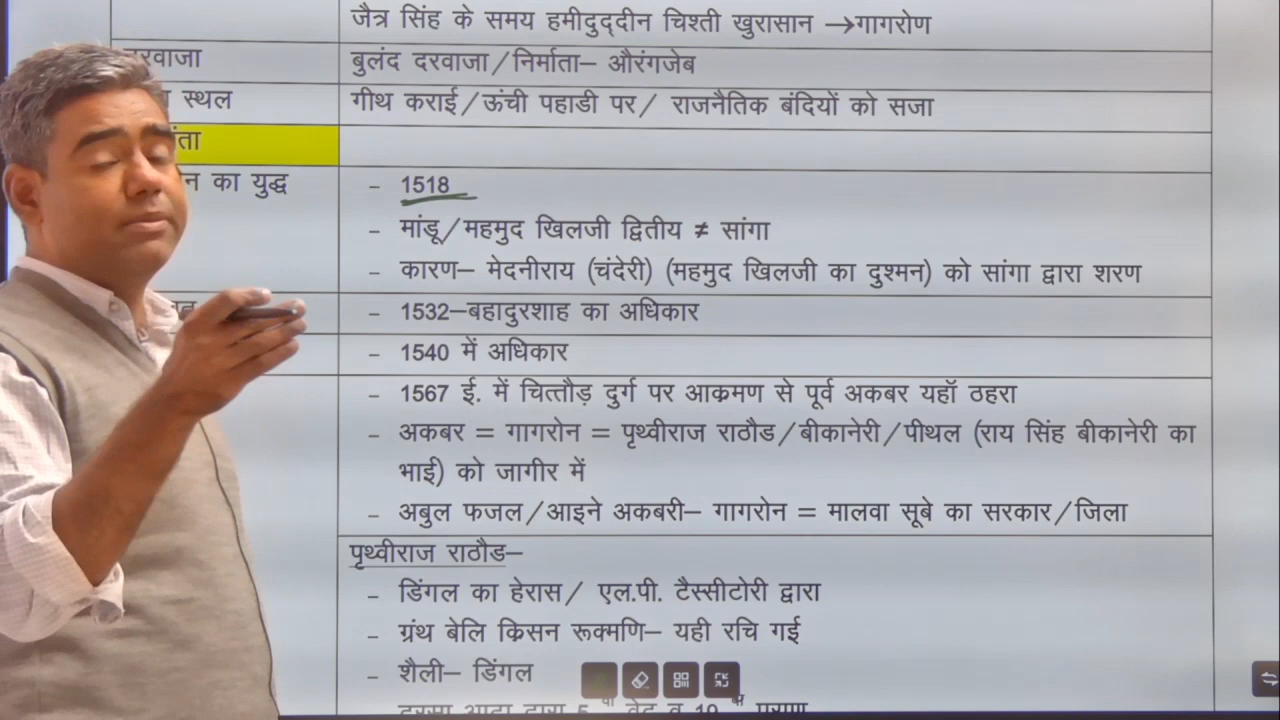 जैत्र सिंह के समय हमीदुद्दीन चिश्ती खुरासान →गागरोण
दरवाजा बुलंद दरवाजा/निर्माता– औरंगजेब
स्थल गीध कराई/ऊंची पहाडी पर/ राजनैतिक बंदियों को सजा
का युद्ध – 1518
– मांडू/महमुद खिलजी द्वितीय ≠ सांगा
– कारण– मेदनीराय (चंदेरी) (महमुद खिलजी का दुश्मन) को सांगा द्वारा शरण
– 1532–बहादुरशाह का अधिकार
– 1540 में अधिकार
– 1567 ई. में चित्तौड़ दुर्ग पर आक्रमण से पूर्व अकबर यहॉ ठहरा
– अकबर = गागरोन = पृथ्वीराज राठौड/बीकानेरी/पीथल (राय सिंह बीकानेरी का
भाई) को जागीर में
– अबुल फजल/आइने अकबरी– गागरोन = मालवा सूबे का सरकार/जिला
पृथ्वीराज राठौड–
– डिंगल का हेरास/ एल.पी. टैस्सीटोरी द्वारा
– ग्रंथ बेलि क्रिसन रूक्मणि– यही रचि गई
– शैली– डिंगल